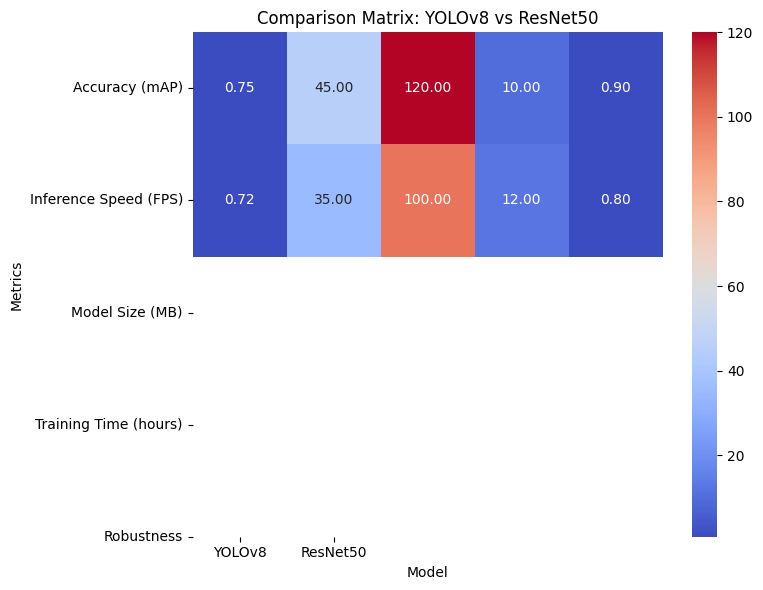 Comparison Matrix: YOLOv8 vs ResNet50
Accuracy (mAP)
0.75 45.00 120.00 10.00 0.90
Inference Speed (FPS)
0.72 35.00 100.00 12.00 0.80
Metrics
Model Size (MB)
Training Time (hours)
Robustness
YOLOv8 ResNet50
Model
120
100
80
60
40
20